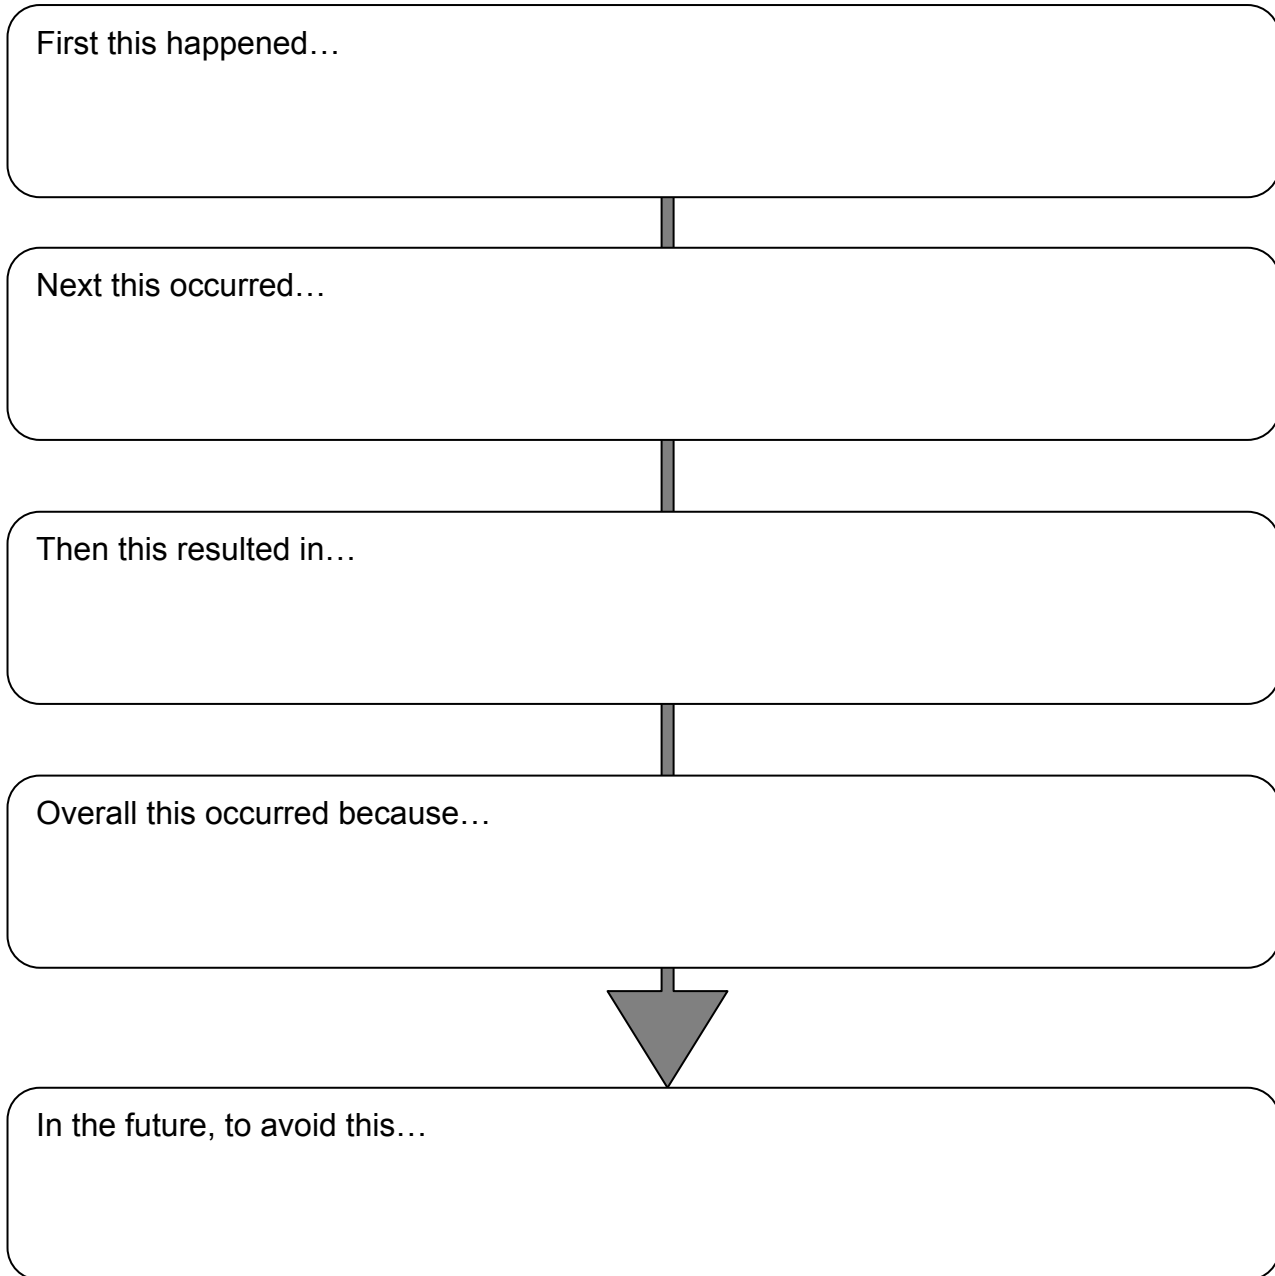 First this happened…
Next this occurred…
Then this resulted in…
Overall this occurred because…
In the future, to avoid this…